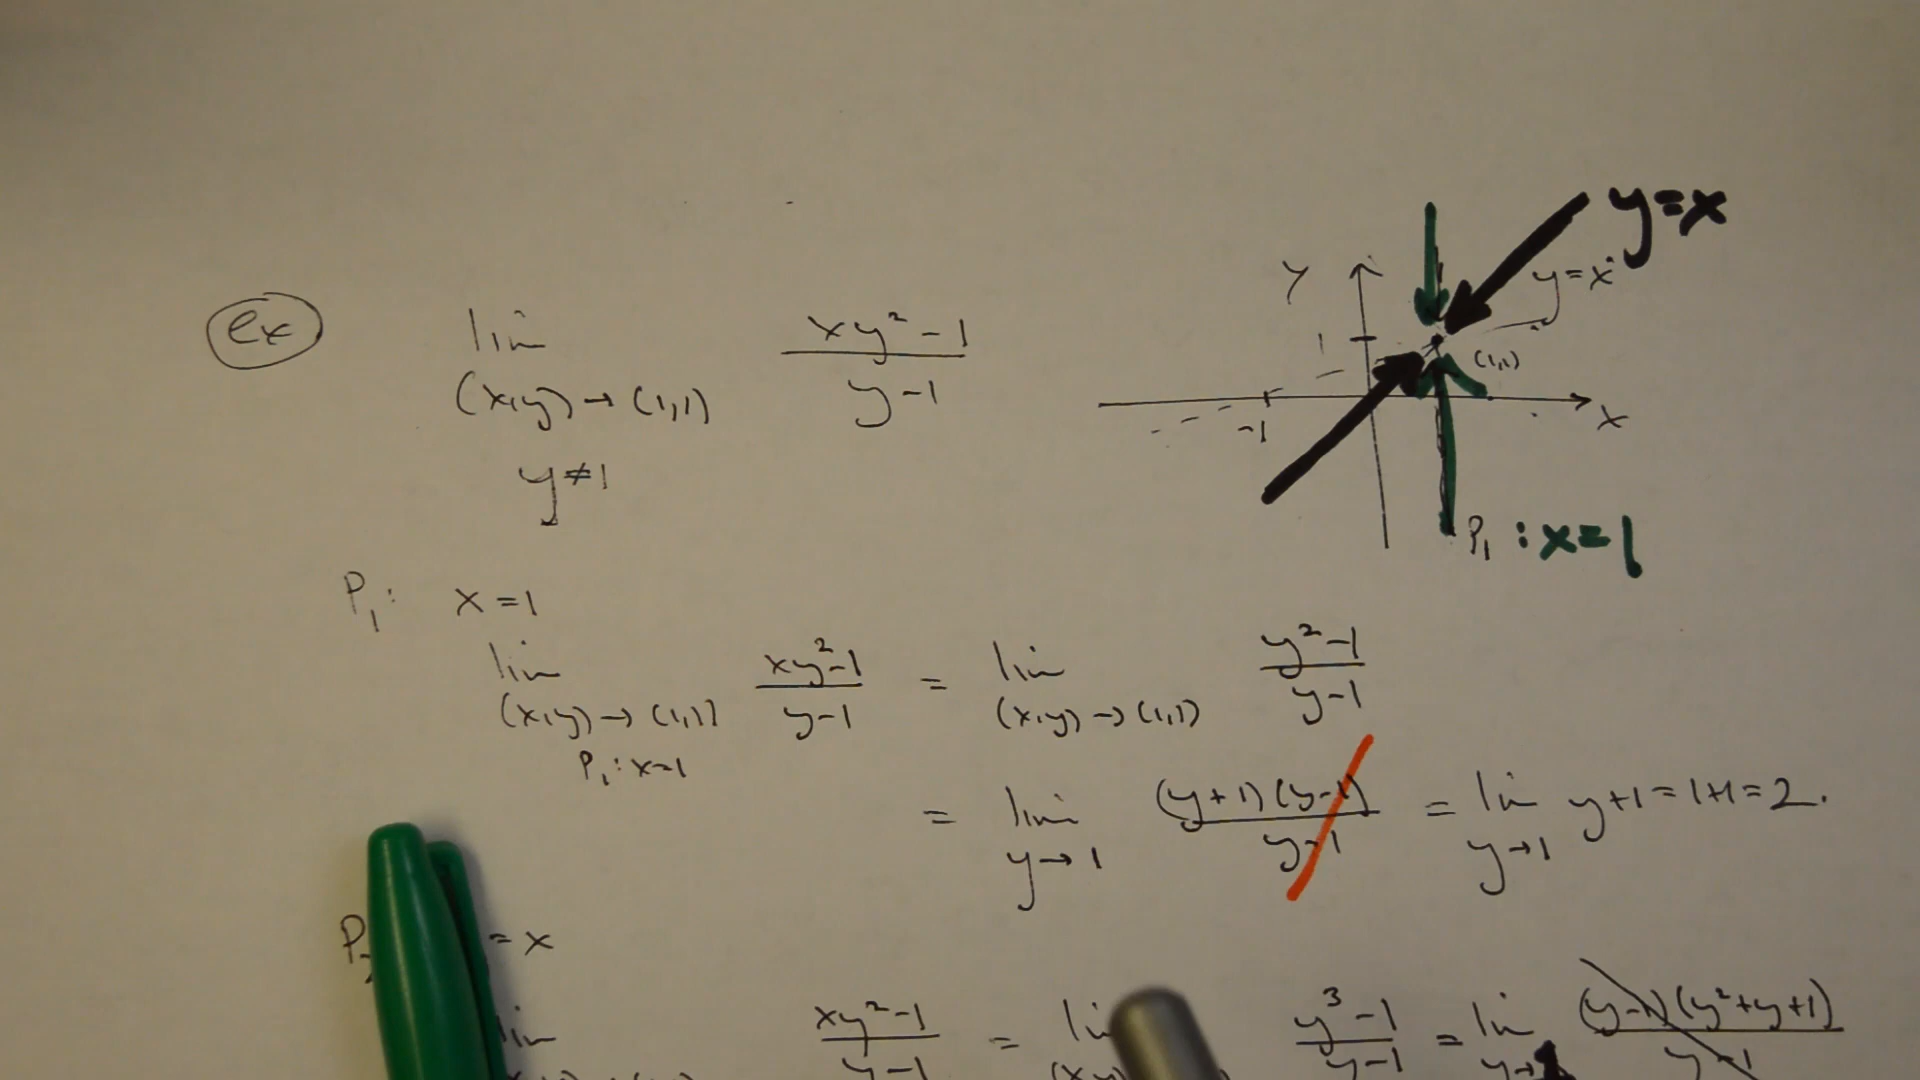 ex lim xy² - 1
(x,y) → (1,1) y - 1
y ≠ 1
y = x
y = x
y
1
(1,1)
-1
x
P₁ : x = 1
P₁: x = 1
lim xy² - 1 = lim y² - 1
(x,y) → (1,1) y - 1 (x,y) → (1,1) y - 1
P₁: x = 1
= lim (y + 1)(y - 1) = lim y + 1 = 1 + 1 = 2.
y → 1 y - 1 y → 1
= x
xy² - 1 = y³ - 1 = lim (y - 1)(y² + y + 1)
y - 1 y - 1 y - 1